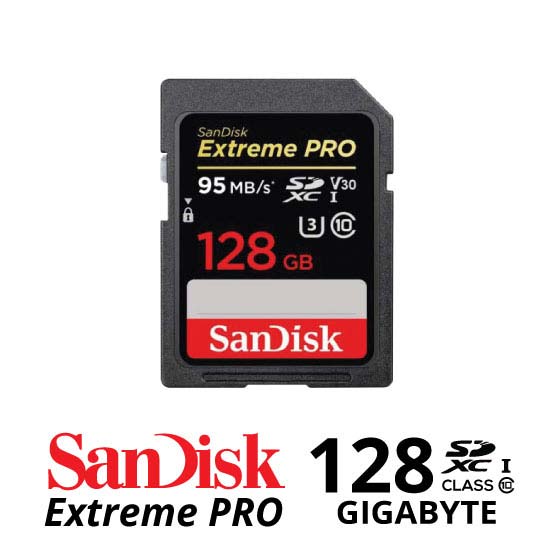 SanDisk
Extreme PRO
95 MB/s* SD XC V30 I
U3 10
128 GB
SanDisk
SanDisk 128 SD XC I
CLASS 10
Extreme PRO GIGABYTE